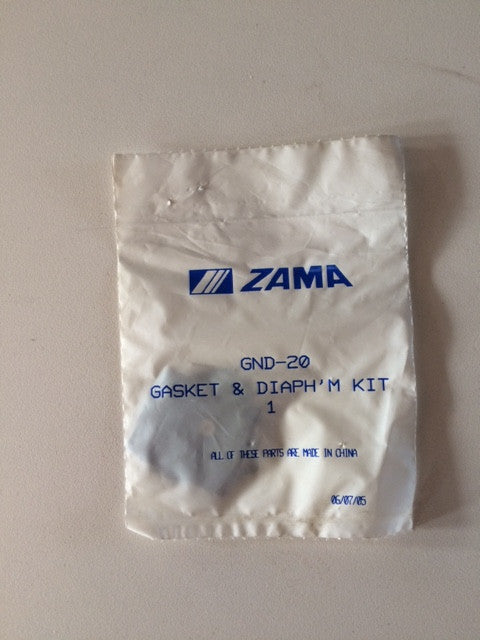 ZAMA
GND-20
GASKET & DIAPH'M KIT
1
ALL OF THESE PARTS ARE MADE IN CHINA
06/07/05